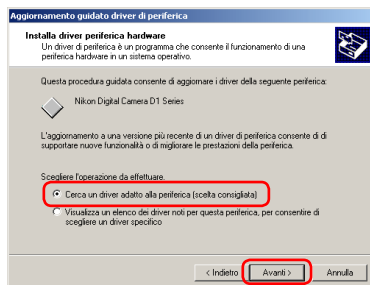 Aggiornamento guidato driver di periferica
Installa driver periferica hardware
Un driver di periferica è un programma che consente il funzionamento di una
periferica hardware in un sistema operativo.
Questa procedura guidata consente di aggiornare i driver della seguente periferica:
Nikon Digital Camera D1 Series
L'aggiornamento a una versione più recente di un driver di periferica consente di di
supportare nuove funzionalità o di migliorare le prestazioni della periferica.
Scegliere l'operazione da effettuare.
Cerca un driver adatto alla periferica (scelta consigliata)
Visualizza un elenco dei driver noti per questa periferica, per consentire di
scegliere un driver specifico
< Indietro Avanti > Annulla